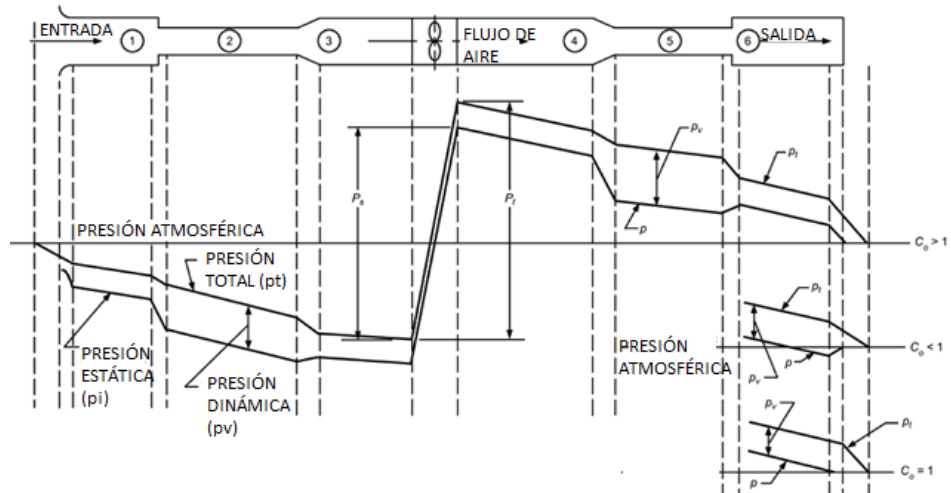 ENTRADA
1
2
3
FLUJO DE
AIRE
4
5
6
SALIDA
Ps
Pt
pv
pt
p
PRESIÓN ATMOSFÉRICA
Co > 1
PRESIÓN
TOTAL (pt)
PRESIÓN
ESTÁTICA
(pi)
PRESIÓN
DINÁMICA
(pv)
PRESIÓN
ATMOSFÉRICA
pt
pv
p
Co < 1
pv
pt
p
Co = 1